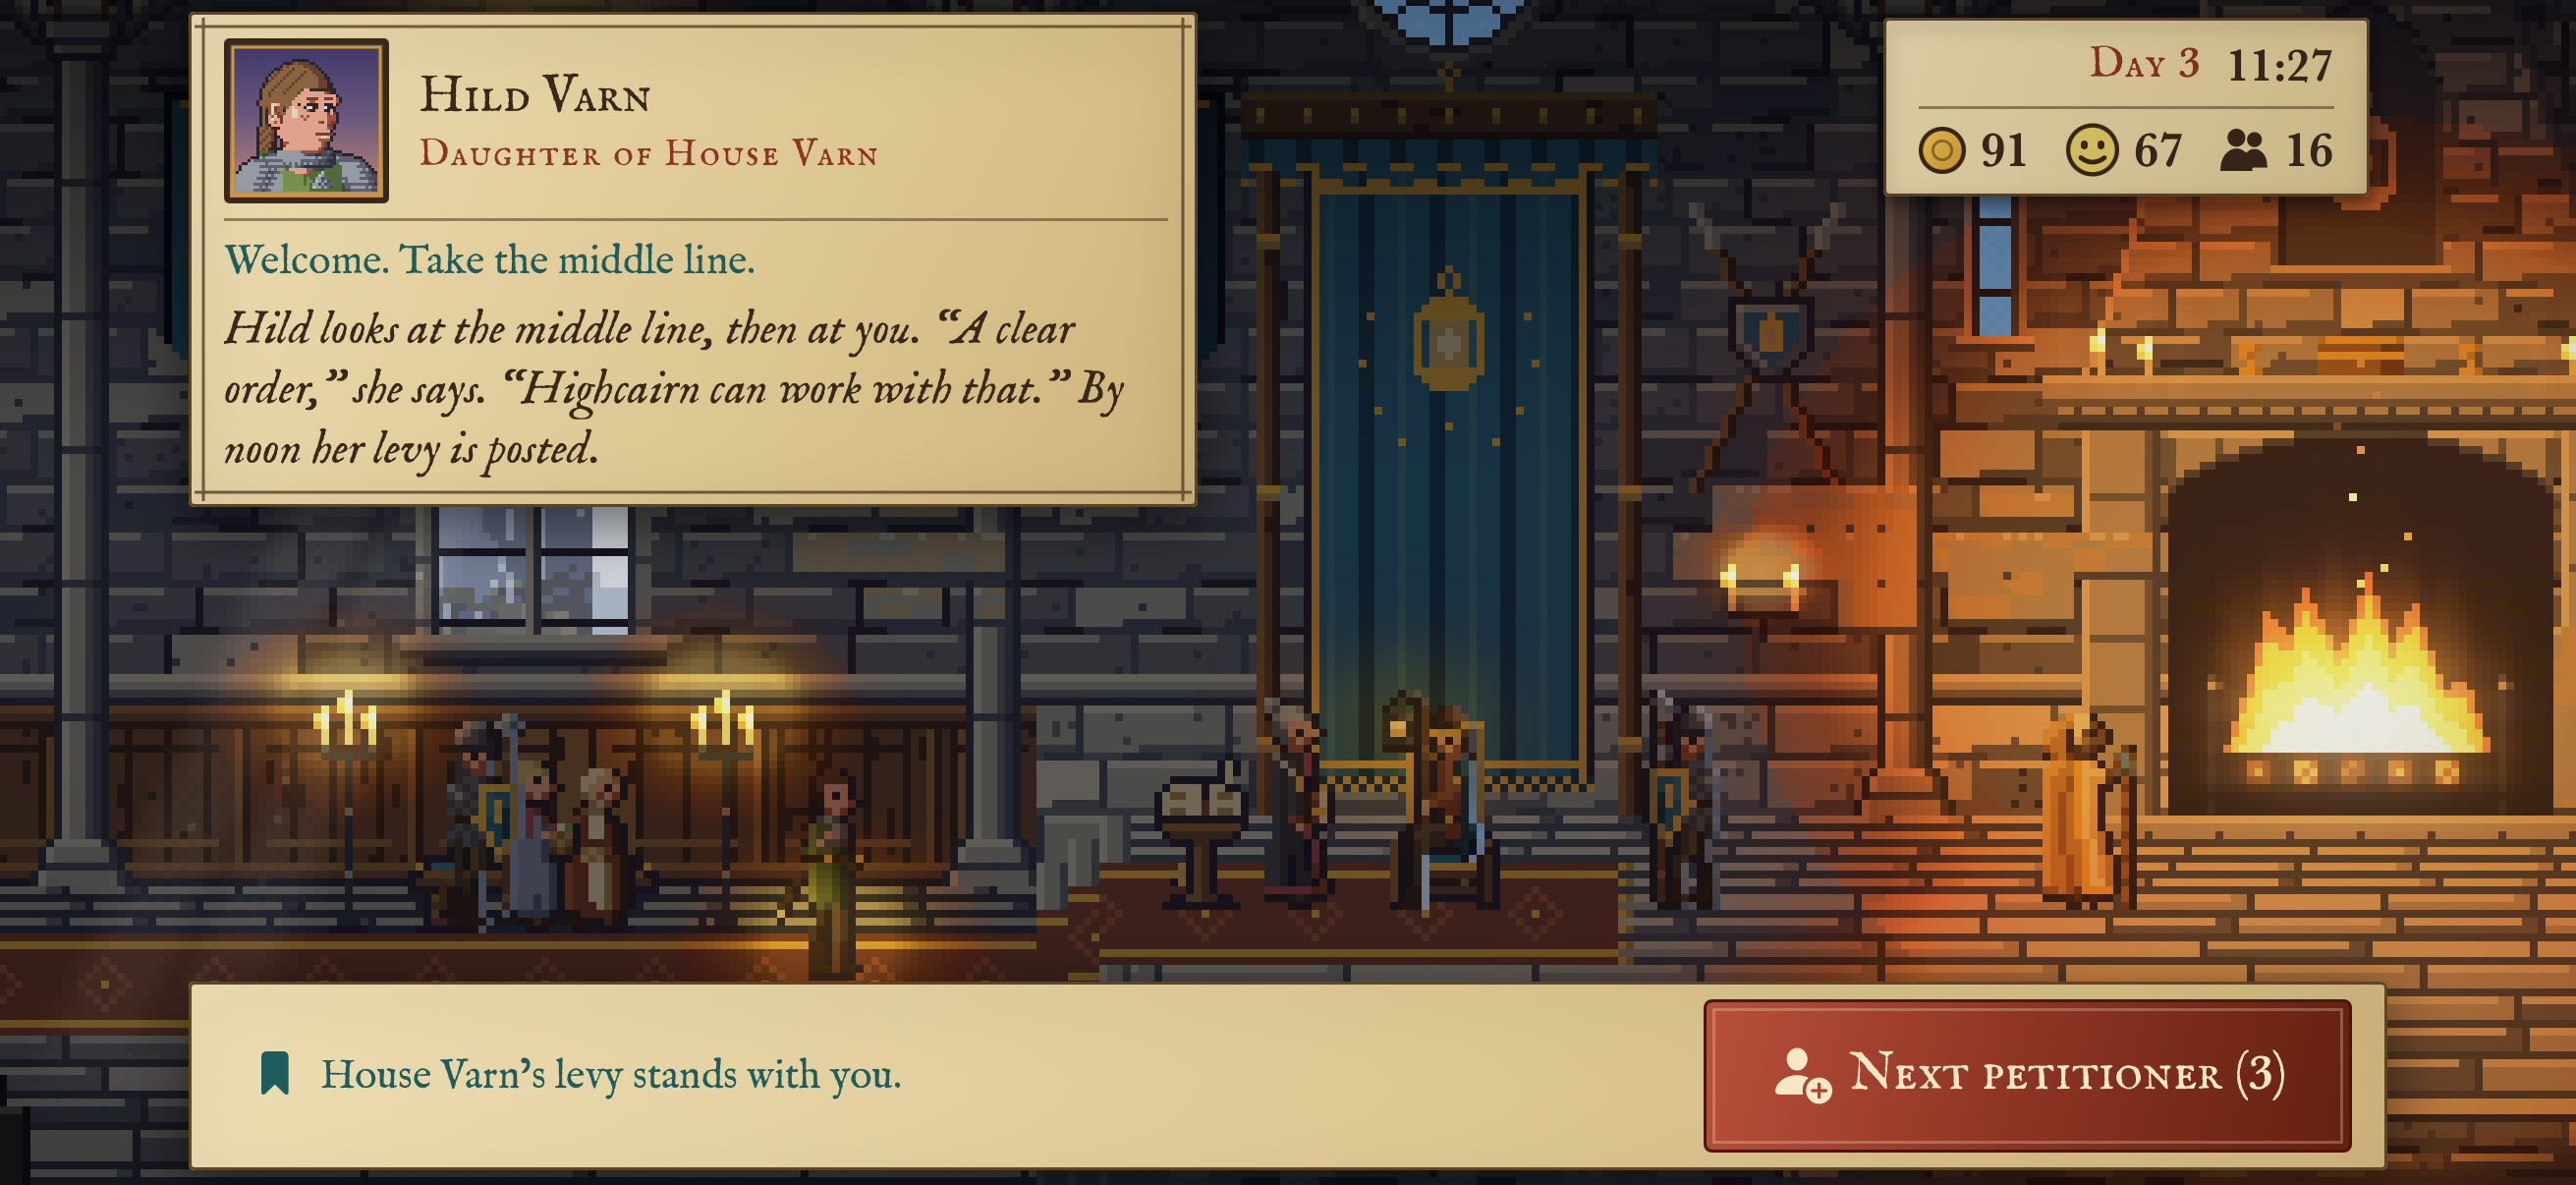 Hild Varn
Daughter of House Varn
Welcome. Take the middle line.
Hild looks at the middle line, then at you. “A clear
order,” she says. “Highcairn can work with that.” By
noon her levy is posted.
Day 3 11:27
91 67 16
House Varn’s levy stands with you.
Next petitioner (3)